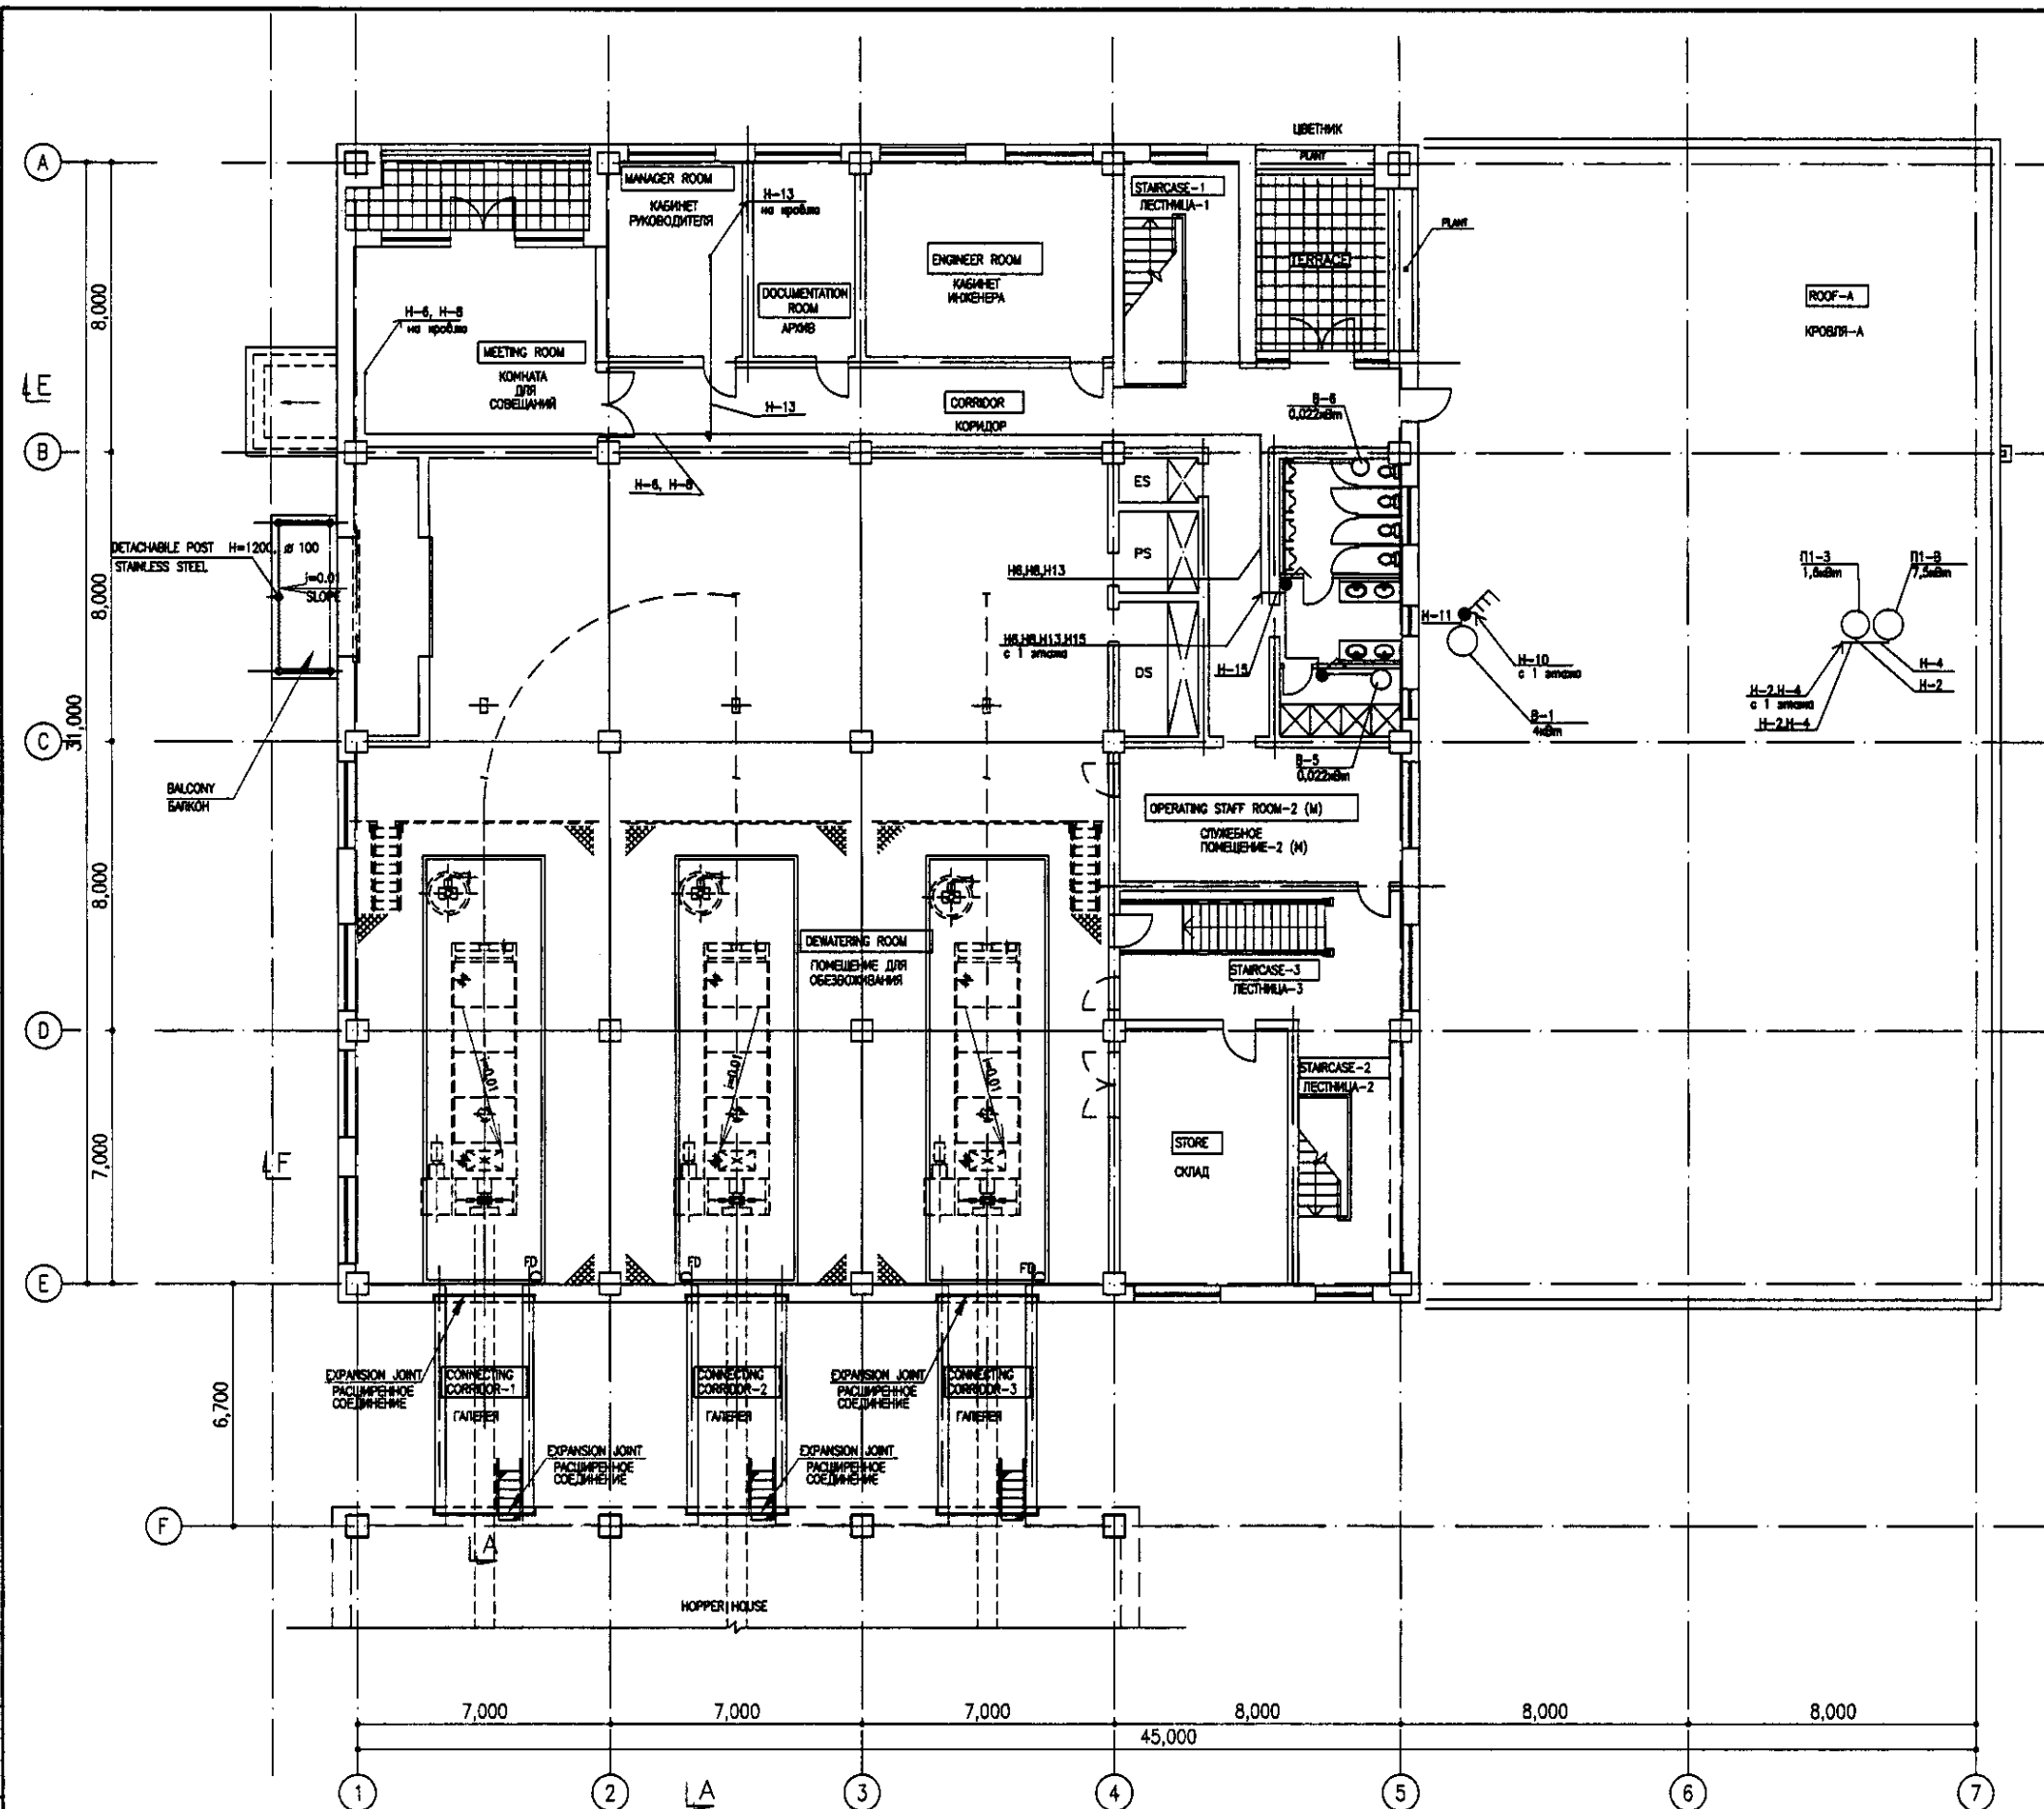 ЦВЕТНИК
PLANT
A
MANAGER ROOM
КАБИНЕТ
РУКОВОДИТЕЛЯ
H-13
на кровлю
STAIRCASE-1
ЛЕСТНИЦА-1
PLANT
ENGINEER ROOM
КАБИНЕТ
ИНЖЕНЕРА
TERRACE
DOCUMENTATION
ROOM
АРХИВ
ROOF-A
КРОВЛЯ-А
8,000
H-6, H-8
на кровлю
MEETING ROOM
КОМНАТА
ДЛЯ
СОВЕЩАНИЙ
E
H-13
CORRIDOR
КОРИДОР
B-6
0,022кВт
B
H-6, H-8
ES
DETACHABILE POST H=1200, ø 100
STAINLESS STEEL
i=0.01
SLOPE
PS
H6,H8,H13
П1-3
1,6кВт
П1-В
7,5кВт
8,000
H6,H8,H13,H15
с 1 этажа
DS
H-15
H-11
H-10
с 1 этажа
H-4
H-2
H-2,H-4
с 1 этажа
H-2,H-4
B-1
4кВт
31,000
C
B-5
0,022кВт
BALCONY
БАЛКОН
OPERATING STAFF ROOM-2 (M)
СЛУЖЕБНОЕ
ПОМЕЩЕНИЕ-2 (М)
8,000
DEWATERING ROOM
ПОМЕЩЕНИЕ ДЛЯ
ОБЕЗВОЖИВАНИЯ
STAIRCASE-3
ЛЕСТНИЦА-3
D
i=0.01
i=0.01
i=0.01
STAIRCASE-2
ЛЕСТНИЦА-2
7,000
F
STORE
СКЛАД
FD
FD
FD
E
EXPANSION JOINT
РАСШИРЕННОЕ
СОЕДИНЕНИЕ
CONNECTING
CORRIDOR-1
ГАЛЕРЕЯ
CONNECTING
CORRIDOR-2
ГАЛЕРЕЯ
EXPANSION JOINT
РАСШИРЕННОЕ
СОЕДИНЕНИЕ
CONNECTING
CORRIDOR-3
ГАЛЕРЕЯ
6,700
EXPANSION JOINT
РАСШИРЕННОЕ
СОЕДИНЕНИЕ
EXPANSION JOINT
РАСШИРЕННОЕ
СОЕДИНЕНИЕ
F
A
HOPPER HOUSE
7,000 7,000 7,000 8,000 8,000 8,000
45,000
1 2 A 3 4 5 6 7